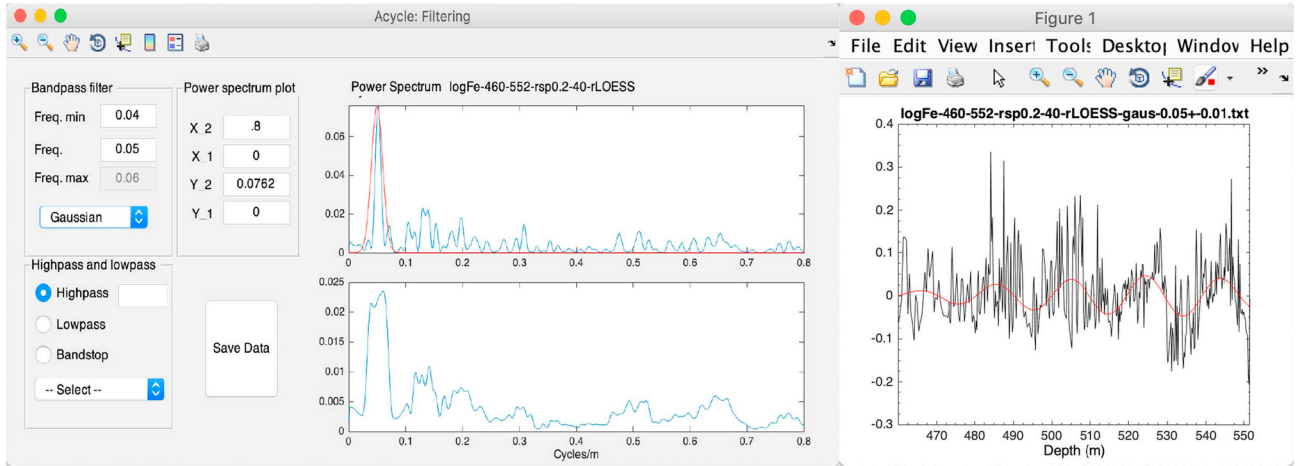 Acycle: Filtering
Bandpass filter
Freq. min 0.04
Freq. 0.05
Freq. max 0.06
Gaussian
Power spectrum plot
X_2 .8
X_1 0
Y_2 0.0762
Y_1 0
Highpass and lowpass
Highpass
Lowpass
Bandstop
-- Select --
Save Data
Power Spectrum logFe-460-552-rsp0.2-40-rLOESS
0.06
0.04
0.02
0
0 0.1 0.2 0.3 0.4 0.5 0.6 0.7 0.8
0.025
0.02
0.015
0.01
0.005
0
0 0.1 0.2 0.3 0.4 0.5 0.6 0.7 0.8
Cycles/m
Figure 1
File Edit View Insert Tools Desktop Window Help
logFe-460-552-rsp0.2-40-rLOESS-gaus-0.05+-0.01.txt
0.4
0.3
0.2
0.1
0
-0.1
-0.2
-0.3
470 480 490 500 510 520 530 540 550
Depth (m)